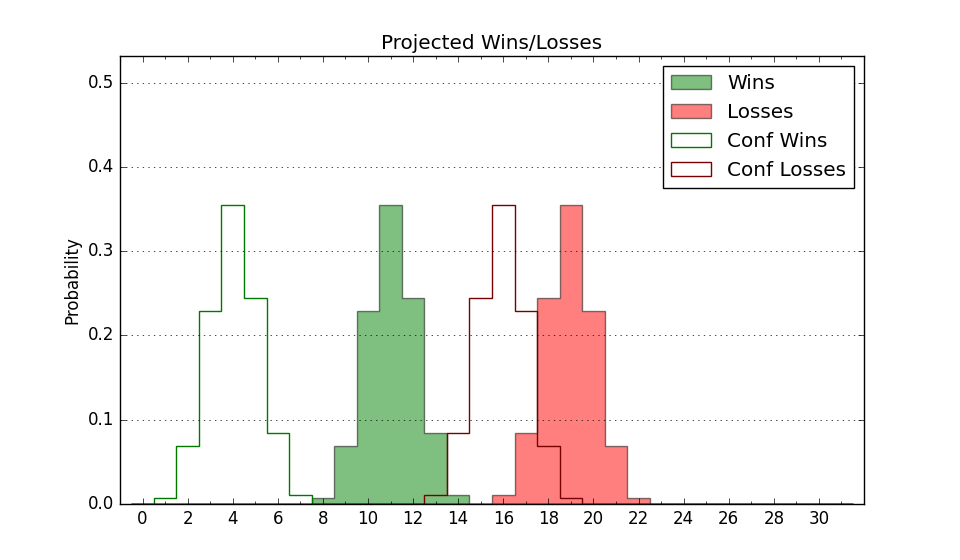 Projected Wins/Losses
Wins
Losses
Conf Wins
Conf Losses
Probability
0.5
0.4
0.3
0.2
0.1
0.0
0 2 4 6 8 10 12 14 16 18 20 22 24 26 28 30